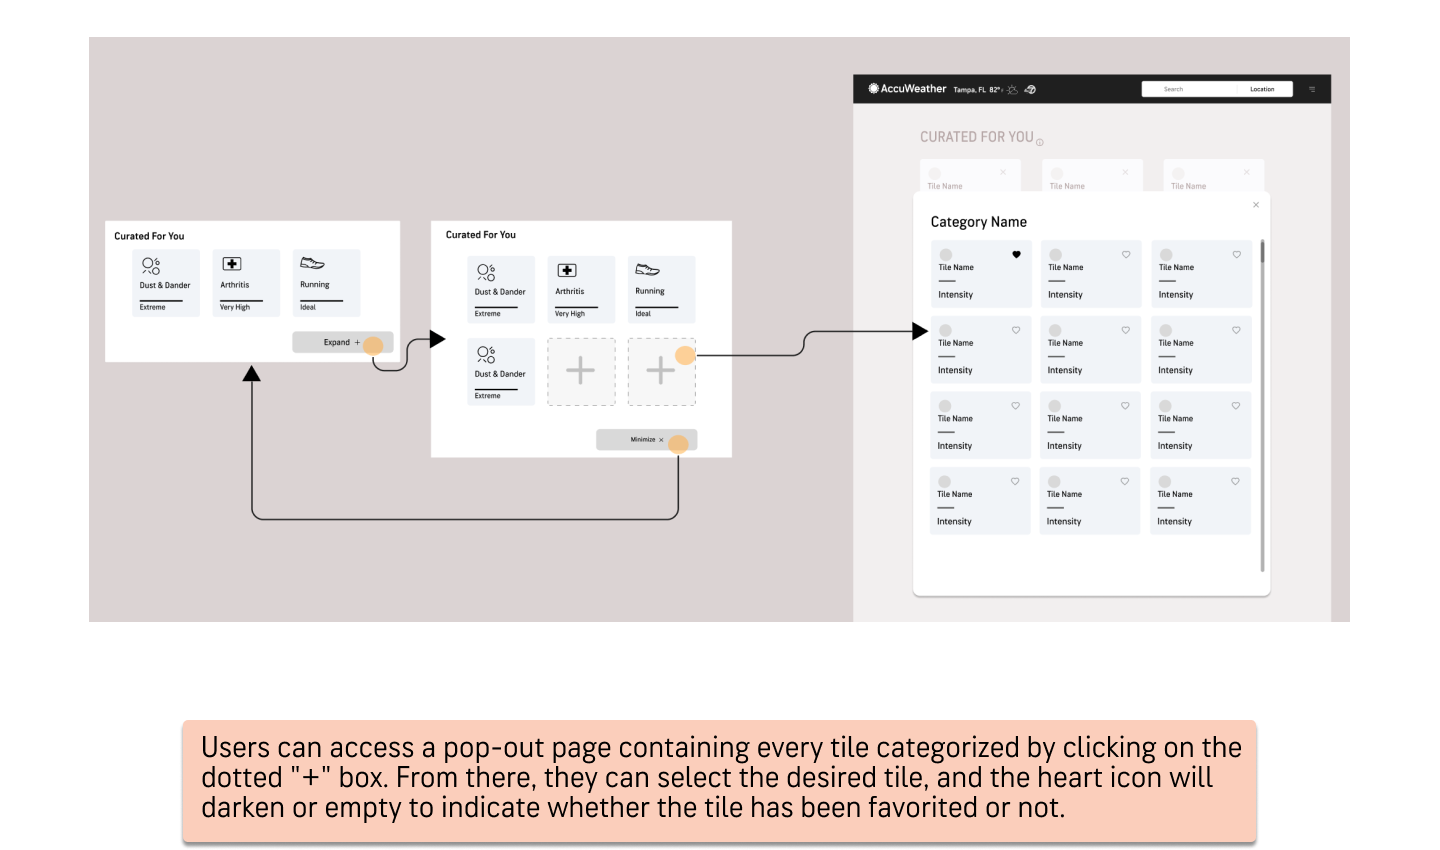 AccuWeather Tampa, FL 82° Search Location
CURATED FOR YOU
Tile Name Tile Name Tile Name
Curated For You
Dust & Dander Arthritis Running
Extreme Very High Ideal
Expand +
Curated For You
Dust & Dander Arthritis Running
Extreme Very High Ideal
Dust & Dander
Extreme
Minimize ×
Category Name
Tile Name Tile Name Tile Name
Intensity Intensity Intensity
Tile Name Tile Name Tile Name
Intensity Intensity Intensity
Tile Name Tile Name Tile Name
Intensity Intensity Intensity
Tile Name Tile Name Tile Name
Intensity Intensity Intensity
Users can access a pop-out page containing every tile categorized by clicking on the
dotted "+" box. From there, they can select the desired tile, and the heart icon will
darken or empty to indicate whether the tile has been favorited or not.